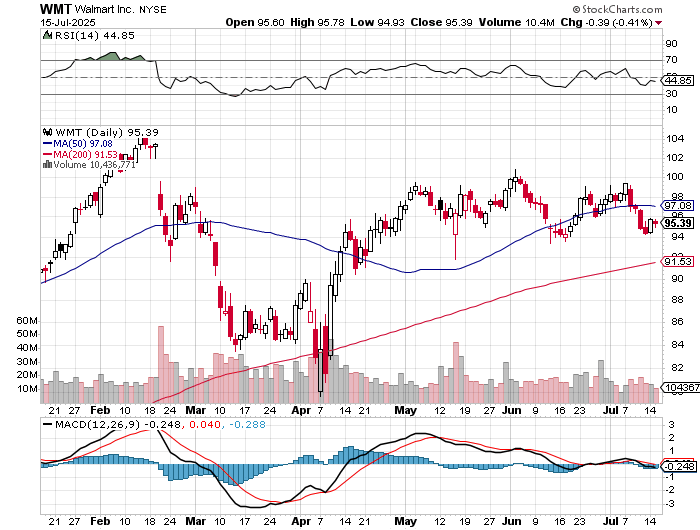 WMT Walmart Inc. NYSE © StockCharts.com
15-Jul-2025 Open 95.60 High 95.78 Low 94.93 Close 95.39 Volume 10.4M Chg -0.39 (-0.41%)
RSI(14) 44.85
90
70
50
44.85
30
10
WMT (Daily) 95.39
MA(50) 97.08
MA(200) 91.53
Volume 10,436,771
104
102
100
98
97.08
96
95.39
94
91.53
90
88
86
84
82
80
60M
50M
40M
30M
20M
10M
104367
21 27 Feb 10 18 24 Mar 10 17 24 Apr 7 14 21 May 12 19 27 Jun 9 16 23 Jul 7 14
MACD(12,26,9) -0.248, 0.040, -0.288
3
2
1
-0.248
-1
-2
-3
21 27 Feb 10 18 24 Mar 10 17 24 Apr 7 14 21 May 12 19 27 Jun 9 16 23 Jul 7 14